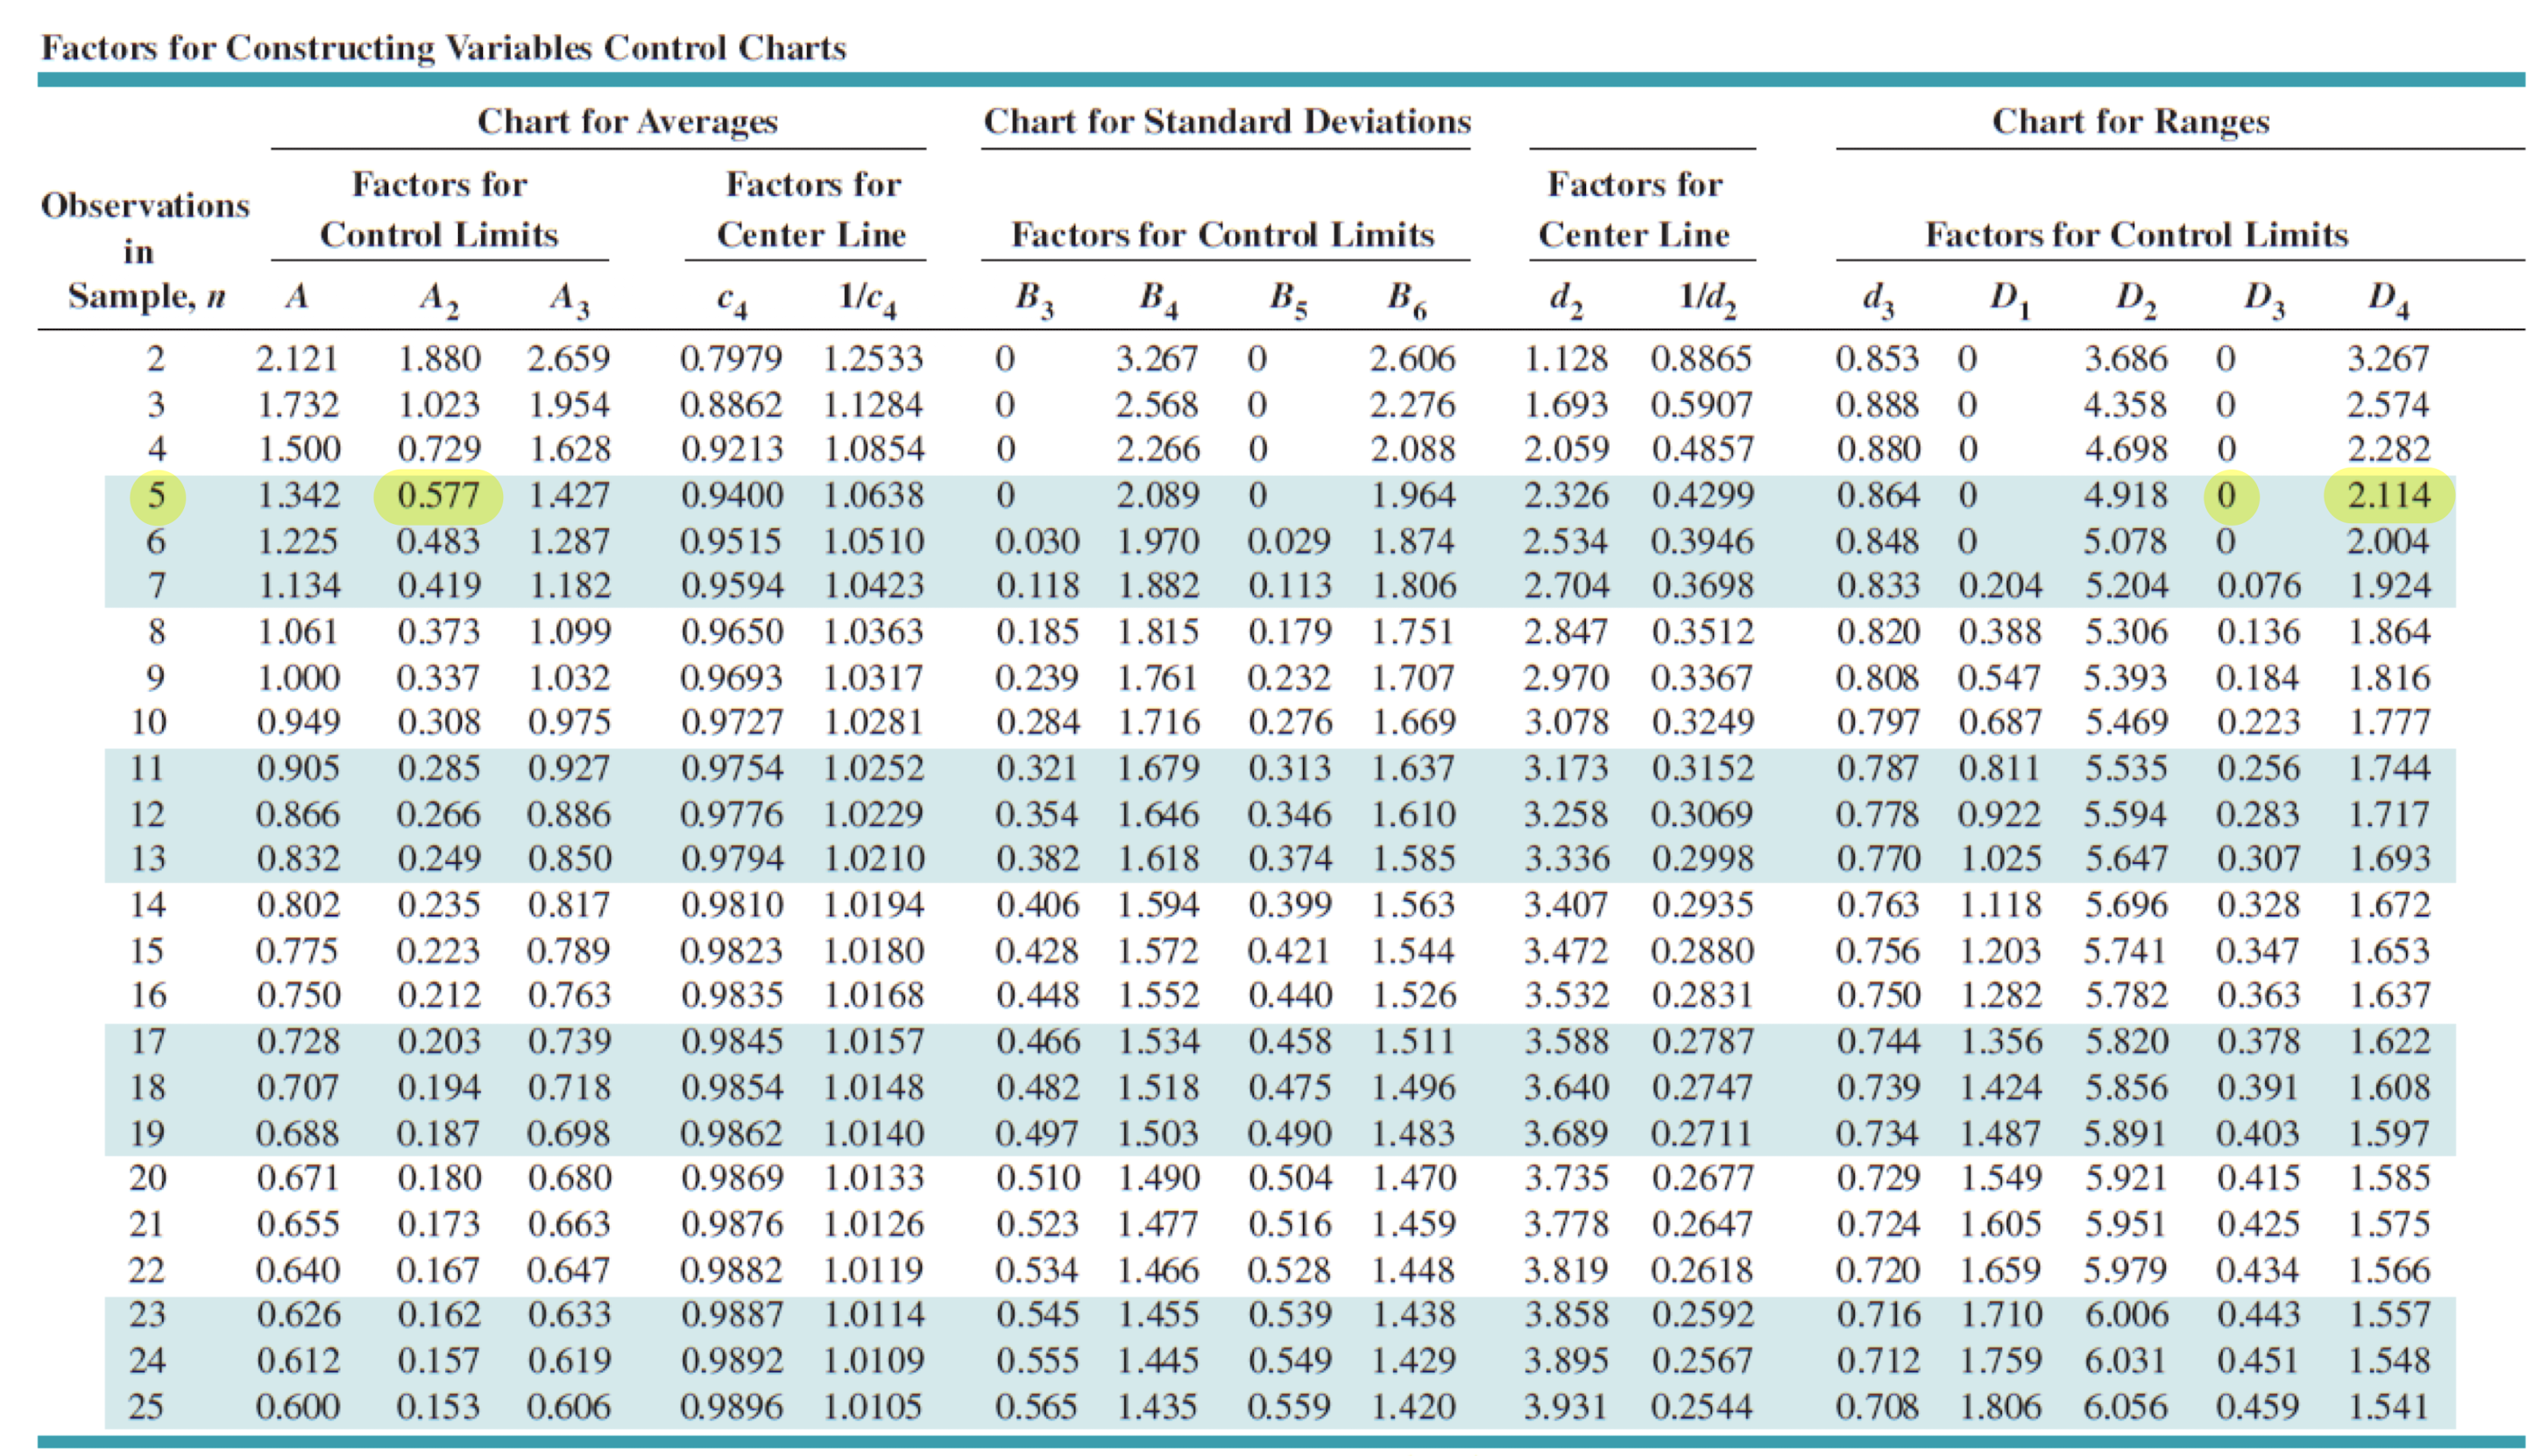 Factors for Constructing Variables Control Charts
Chart for Averages Chart for Standard Deviations Chart for Ranges
Factors for Factors for Factors for
Observations
Control Limits Center Line Factors for Control Limits Center Line Factors for Control Limits
in
Sample, n A A2 A3 c4 1/c4 B3 B4 B5 B6 d2 1/d2 d3 D1 D2 D3 D4
2 2.121 1.880 2.659 0.7979 1.2533 0 3.267 0 2.606 1.128 0.8865 0.853 0 3.686 0 3.267
3 1.732 1.023 1.954 0.8862 1.1284 0 2.568 0 2.276 1.693 0.5907 0.888 0 4.358 0 2.574
4 1.500 0.729 1.628 0.9213 1.0854 0 2.266 0 2.088 2.059 0.4857 0.880 0 4.698 0 2.282
5 1.342 0.577 1.427 0.9400 1.0638 0 2.089 0 1.964 2.326 0.4299 0.864 0 4.918 0 2.114
6 1.225 0.483 1.287 0.9515 1.0510 0.030 1.970 0.029 1.874 2.534 0.3946 0.848 0 5.078 0 2.004
7 1.134 0.419 1.182 0.9594 1.0423 0.118 1.882 0.113 1.806 2.704 0.3698 0.833 0.204 5.204 0.076 1.924
8 1.061 0.373 1.099 0.9650 1.0363 0.185 1.815 0.179 1.751 2.847 0.3512 0.820 0.388 5.306 0.136 1.864
9 1.000 0.337 1.032 0.9693 1.0317 0.239 1.761 0.232 1.707 2.970 0.3367 0.808 0.547 5.393 0.184 1.816
10 0.949 0.308 0.975 0.9727 1.0281 0.284 1.716 0.276 1.669 3.078 0.3249 0.797 0.687 5.469 0.223 1.777
11 0.905 0.285 0.927 0.9754 1.0252 0.321 1.679 0.313 1.637 3.173 0.3152 0.787 0.811 5.535 0.256 1.744
12 0.866 0.266 0.886 0.9776 1.0229 0.354 1.646 0.346 1.610 3.258 0.3069 0.778 0.922 5.594 0.283 1.717
13 0.832 0.249 0.850 0.9794 1.0210 0.382 1.618 0.374 1.585 3.336 0.2998 0.770 1.025 5.647 0.307 1.693
14 0.802 0.235 0.817 0.9810 1.0194 0.406 1.594 0.399 1.563 3.407 0.2935 0.763 1.118 5.696 0.328 1.672
15 0.775 0.223 0.789 0.9823 1.0180 0.428 1.572 0.421 1.544 3.472 0.2880 0.756 1.203 5.741 0.347 1.653
16 0.750 0.212 0.763 0.9835 1.0168 0.448 1.552 0.440 1.526 3.532 0.2831 0.750 1.282 5.782 0.363 1.637
17 0.728 0.203 0.739 0.9845 1.0157 0.466 1.534 0.458 1.511 3.588 0.2787 0.744 1.356 5.820 0.378 1.622
18 0.707 0.194 0.718 0.9854 1.0148 0.482 1.518 0.475 1.496 3.640 0.2747 0.739 1.424 5.856 0.391 1.608
19 0.688 0.187 0.698 0.9862 1.0140 0.497 1.503 0.490 1.483 3.689 0.2711 0.734 1.487 5.891 0.403 1.597
20 0.671 0.180 0.680 0.9869 1.0133 0.510 1.490 0.504 1.470 3.735 0.2677 0.729 1.549 5.921 0.415 1.585
21 0.655 0.173 0.663 0.9876 1.0126 0.523 1.477 0.516 1.459 3.778 0.2647 0.724 1.605 5.951 0.425 1.575
22 0.640 0.167 0.647 0.9882 1.0119 0.534 1.466 0.528 1.448 3.819 0.2618 0.720 1.659 5.979 0.434 1.566
23 0.626 0.162 0.633 0.9887 1.0114 0.545 1.455 0.539 1.438 3.858 0.2592 0.716 1.710 6.006 0.443 1.557
24 0.612 0.157 0.619 0.9892 1.0109 0.555 1.445 0.549 1.429 3.895 0.2567 0.712 1.759 6.031 0.451 1.548
25 0.600 0.153 0.606 0.9896 1.0105 0.565 1.435 0.559 1.420 3.931 0.2544 0.708 1.806 6.056 0.459 1.541